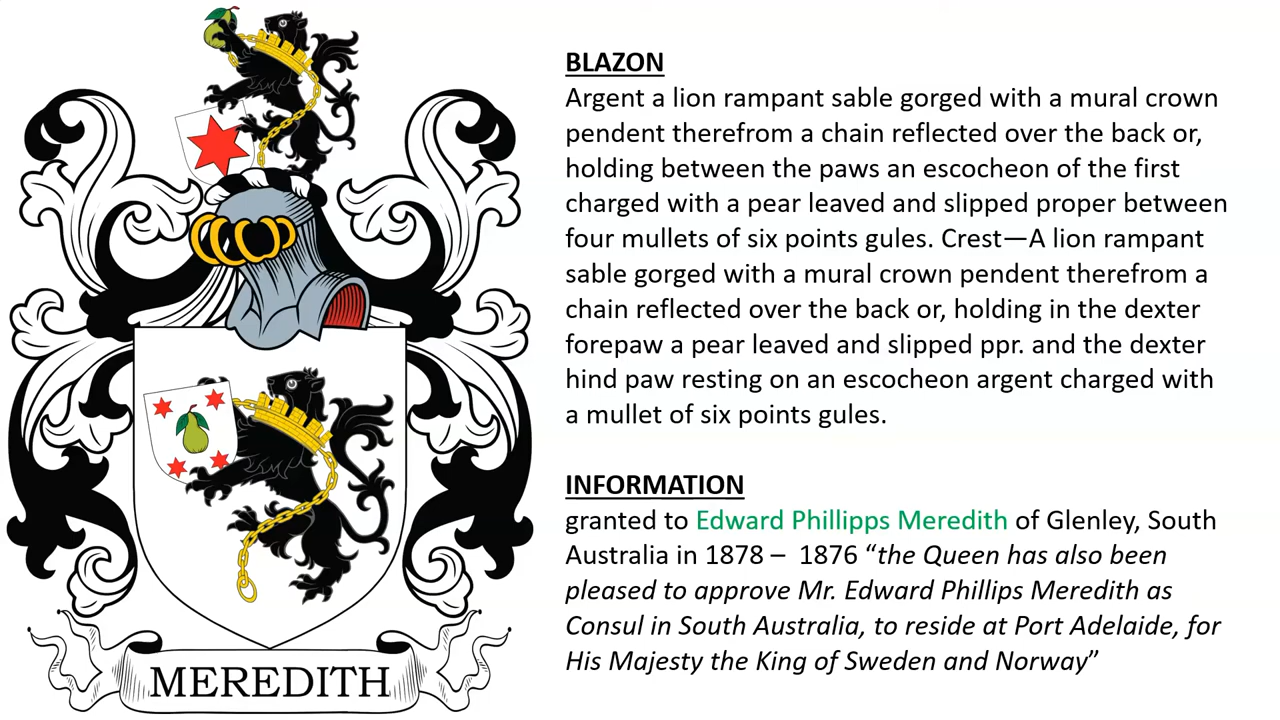 BLAZON
Argent a lion rampant sable gorged with a mural crown
pendent therefrom a chain reflected over the back or,
holding between the paws an escocheon of the first
charged with a pear leaved and slipped proper between
four mullets of six points gules. Crest—A lion rampant
sable gorged with a mural crown pendent therefrom a
chain reflected over the back or, holding in the dexter
forepaw a pear leaved and slipped ppr. and the dexter
hind paw resting on an escocheon argent charged with
a mullet of six points gules.
INFORMATION
granted to Edward Phillipps Meredith of Glenley, South
Australia in 1878 – 1876 “the Queen has also been
pleased to approve Mr. Edward Phillips Meredith as
Consul in South Australia, to reside at Port Adelaide, for
His Majesty the King of Sweden and Norway”
MEREDITH